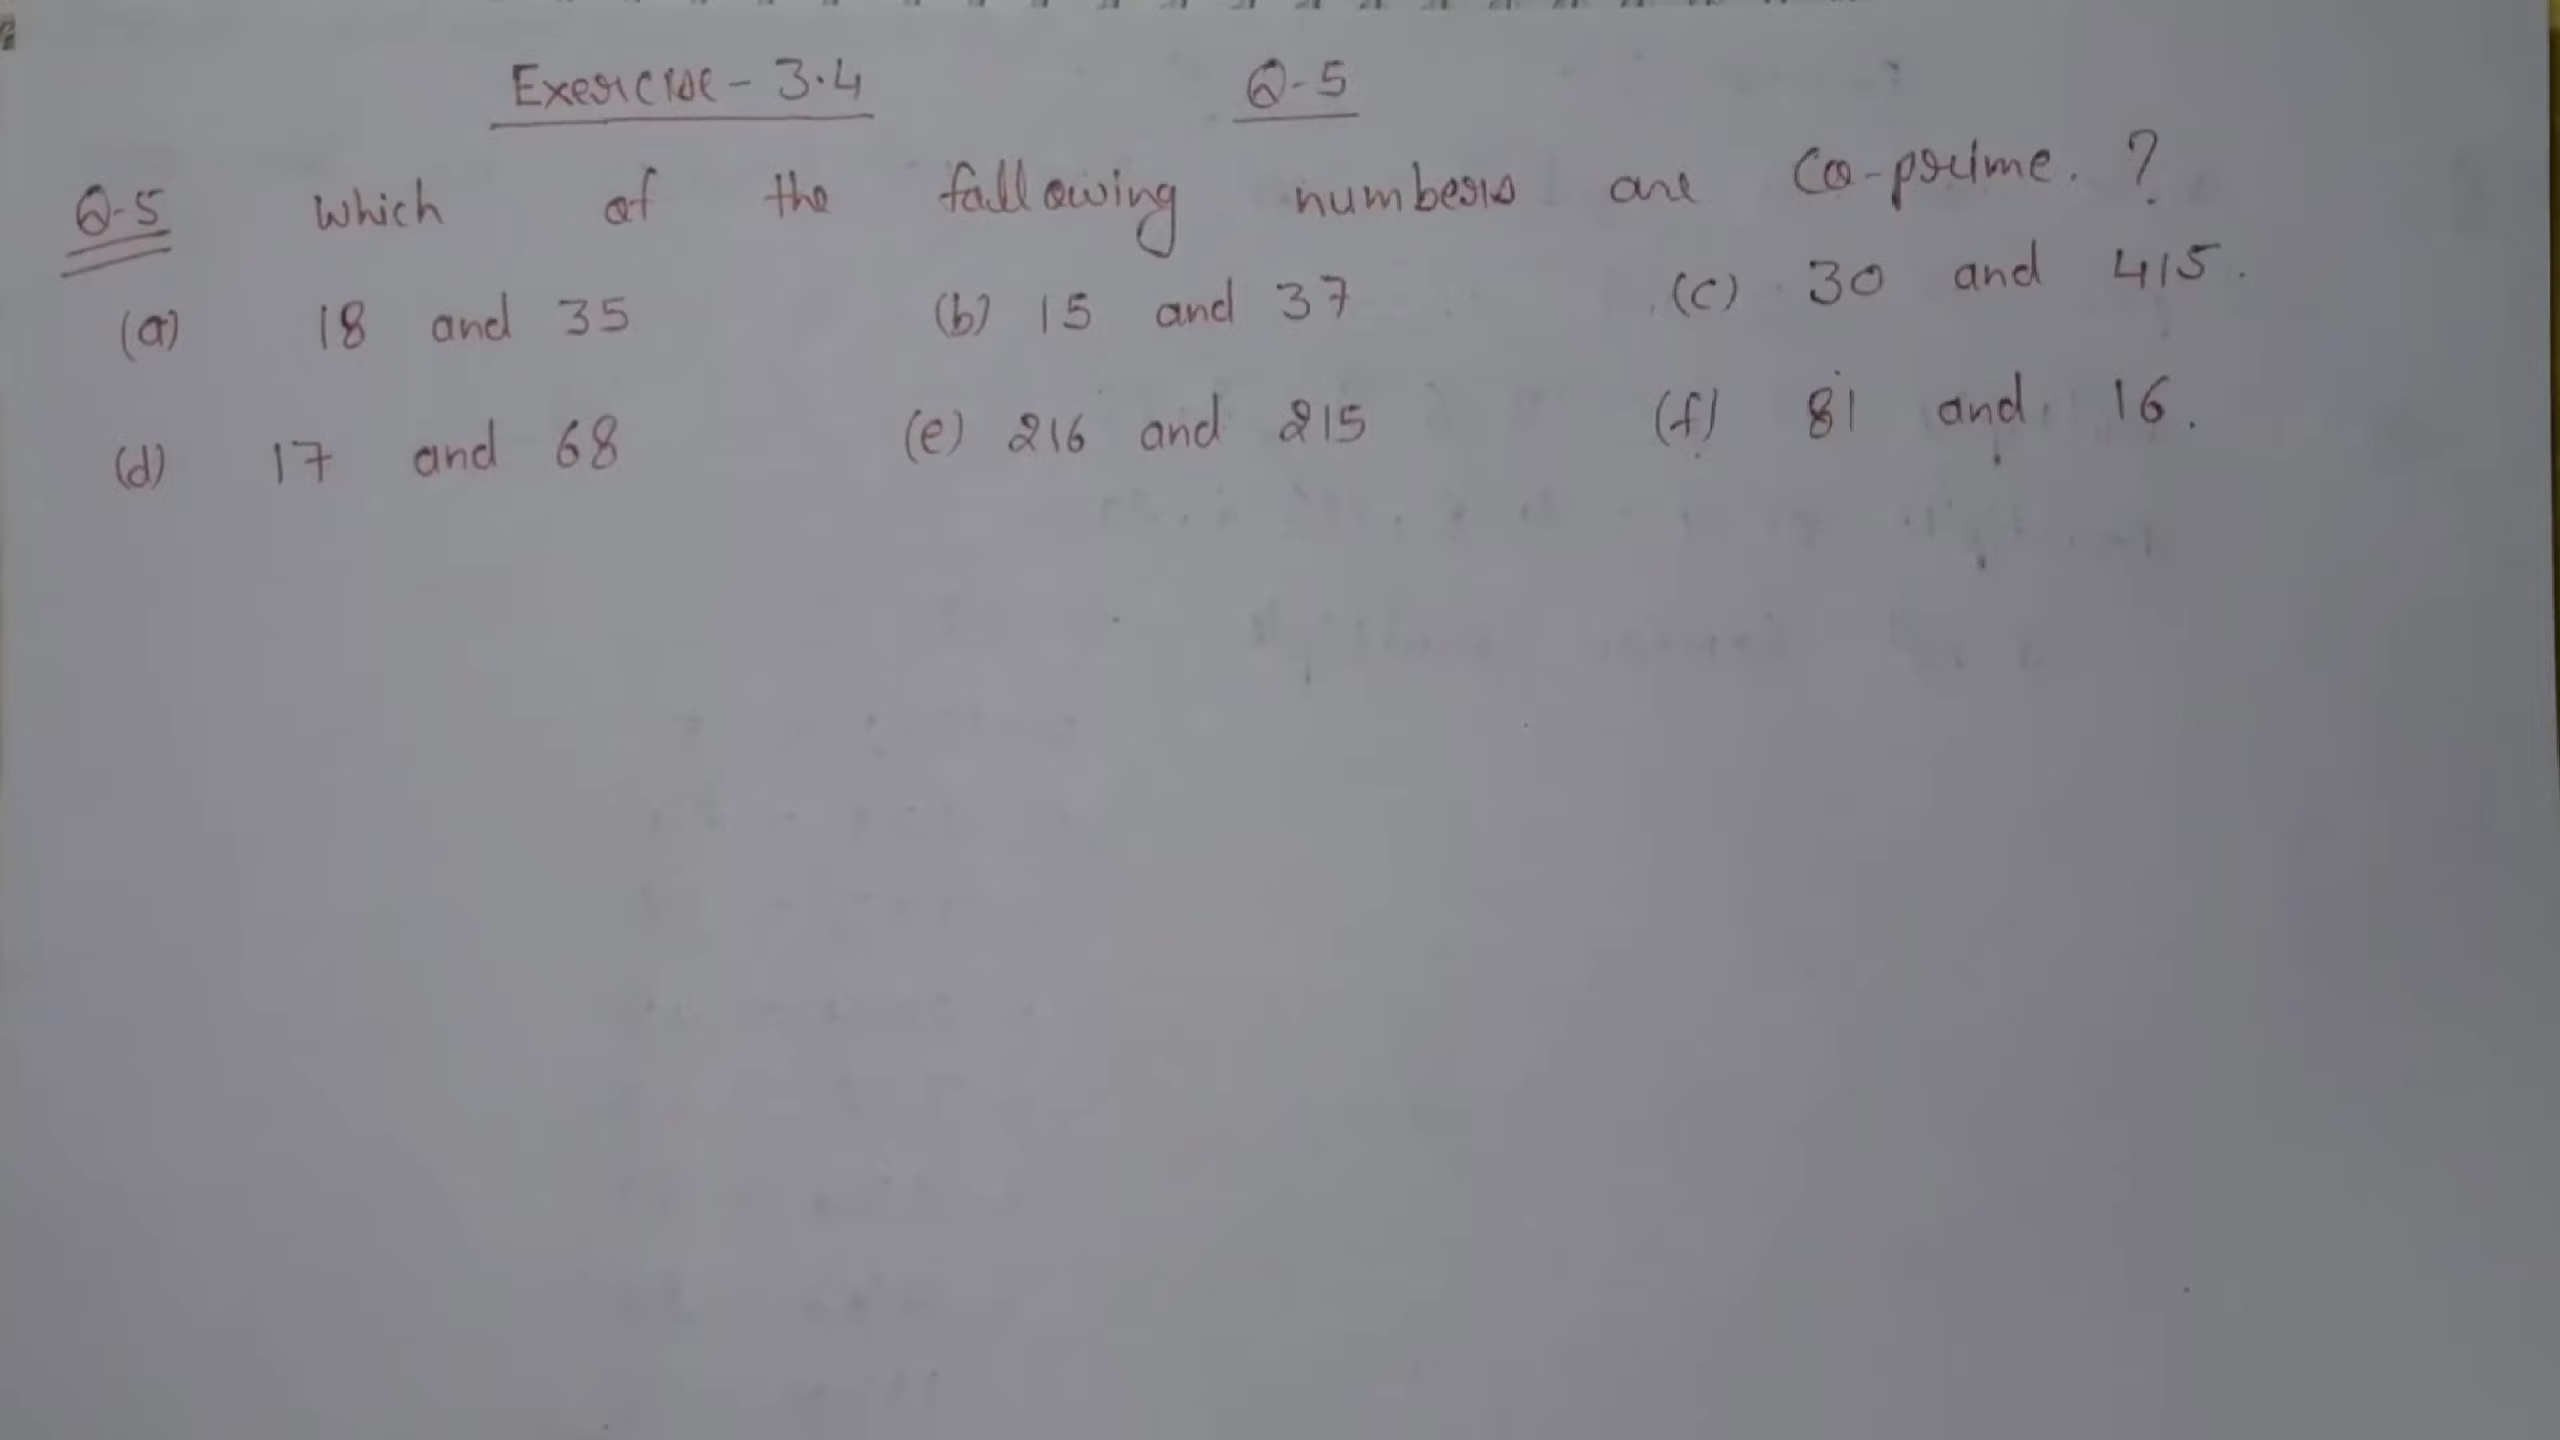 Exercise - 3.4 Q-5
Q-5 Which of the fallowing numbers are Co-prime. ?
(a) 18 and 35 (b) 15 and 37 (c) 30 and 415.
(d) 17 and 68 (e) 216 and 215 (f) 81 and 16.